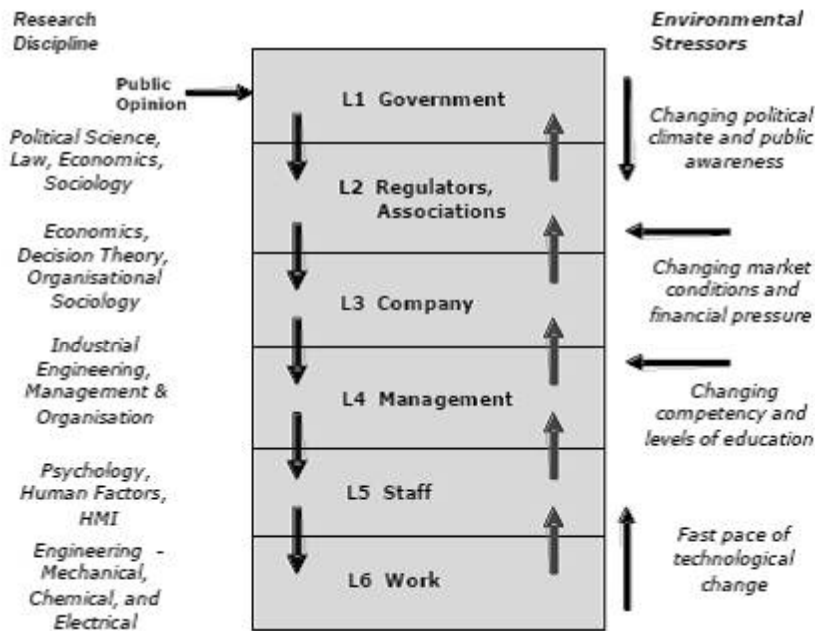 Research
Discipline
Public
Opinion
Political Science,
Law, Economics,
Sociology
Economics,
Decision Theory,
Organisational
Sociology
Industrial
Engineering,
Management &
Organisation
Psychology,
Human Factors,
HMI
Engineering -
Mechanical,
Chemical, and
Electrical
L1 Government
L2 Regulators,
Associations
L3 Company
L4 Management
L5 Staff
L6 Work
Environmental
Stressors
Changing political
climate and public
awareness
Changing market
conditions and
financial pressure
Changing
competency and
levels of education
Fast pace of
technological
change